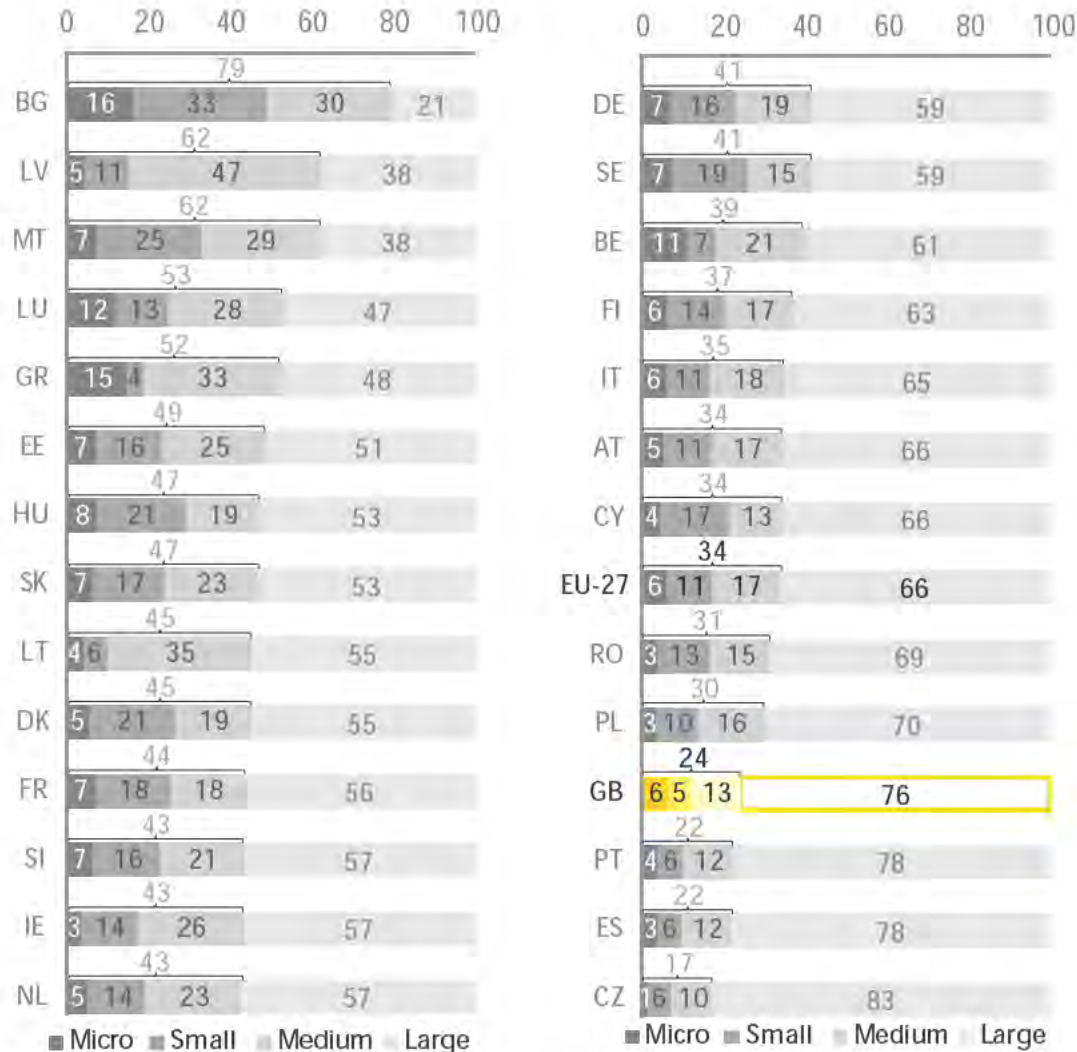 0 20 40 60 80 100
79
BG 16 33 30 21
62
LV 5 11 47 38
62
MT 7 25 29 38
53
LU 12 13 28 47
52
GR 15 4 33 48
49
EE 7 16 25 51
47
HU 8 21 19 53
47
SK 7 17 23 53
45
LT 4 6 35 55
45
DK 5 21 19 55
44
FR 7 18 18 56
43
SI 7 16 21 57
43
IE 3 14 26 57
43
NL 5 14 23 57
Micro Small Medium Large
0 20 40 60 80 100
41
DE 7 16 19 59
41
SE 7 19 15 59
39
BE 11 7 21 61
37
FI 6 14 17 63
35
IT 6 11 18 65
34
AT 5 11 17 66
34
CY 4 17 13 66
34
EU-27 6 11 17 66
31
RO 3 13 15 69
30
PL 3 10 16 70
24
GB 6 5 13 76
22
PT 4 6 12 78
22
ES 3 6 12 78
17
CZ 1 6 10 83
Micro Small Medium Large